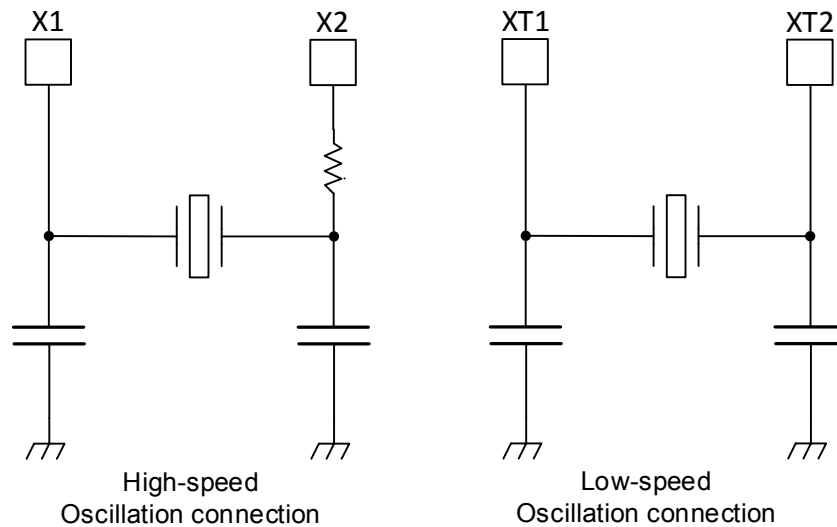 X1
X2
XT1
XT2
High-speed
Oscillation connection
Low-speed
Oscillation connection